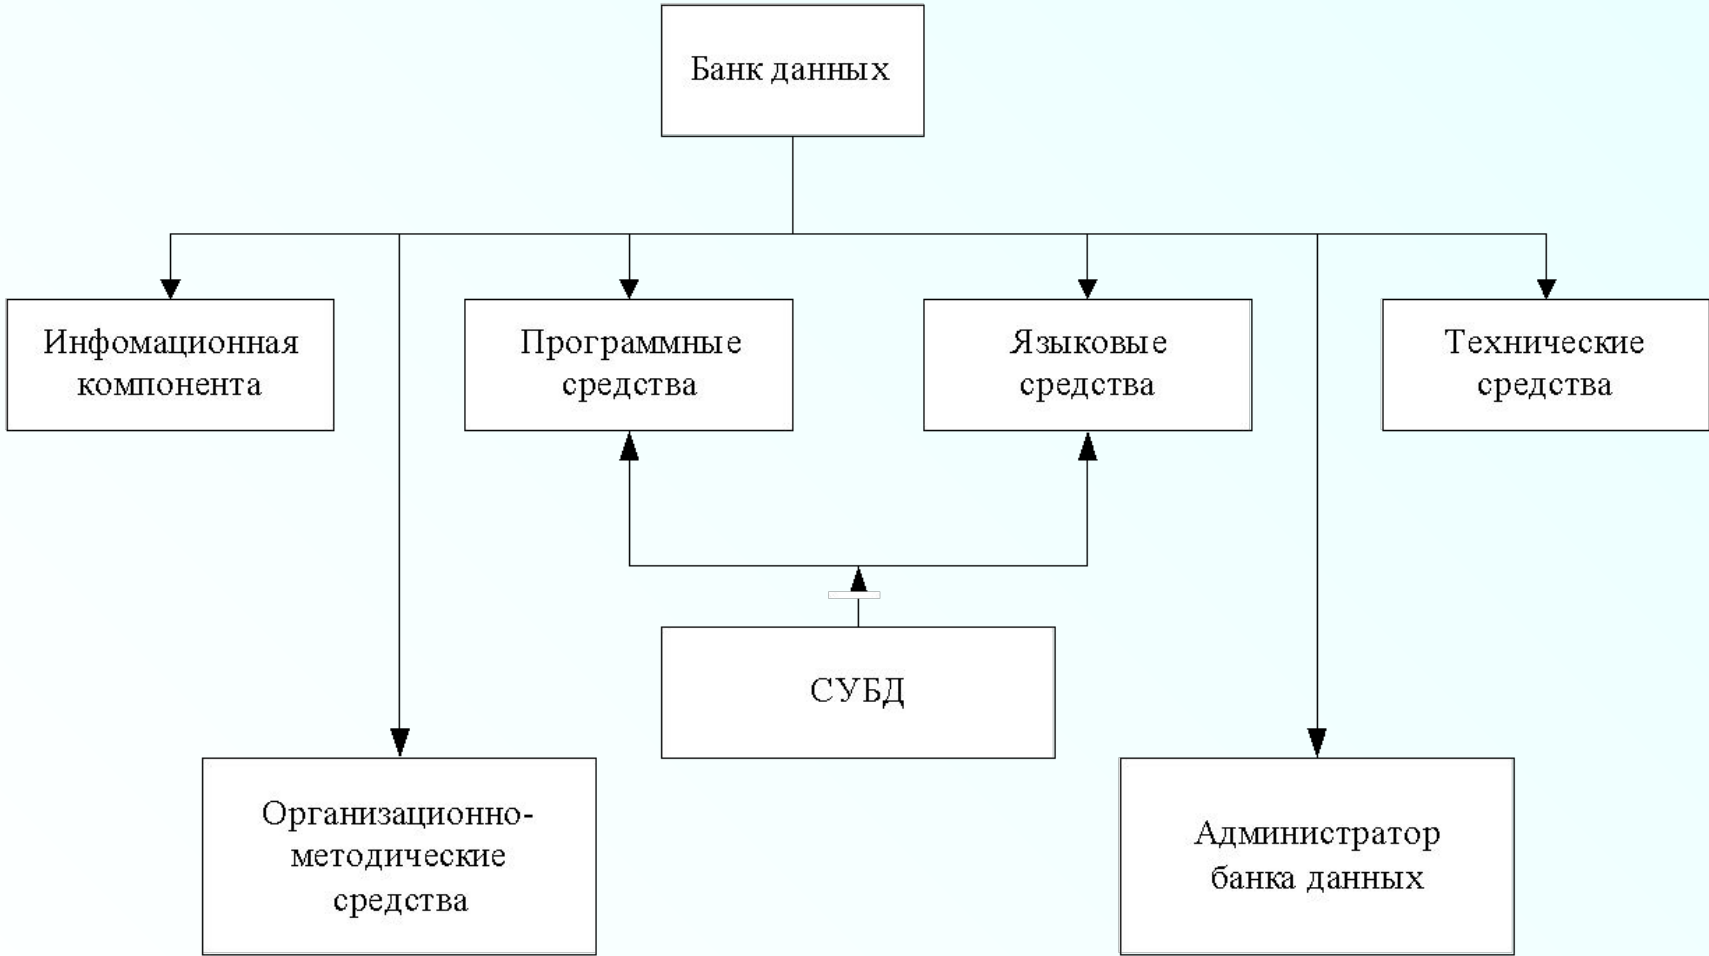 Банк данных
Инфомационная
компонента
Программные
средства
Языковые
средства
Технические
средства
СУБД
Организационно-
методические
средства
Администратор
банка данных